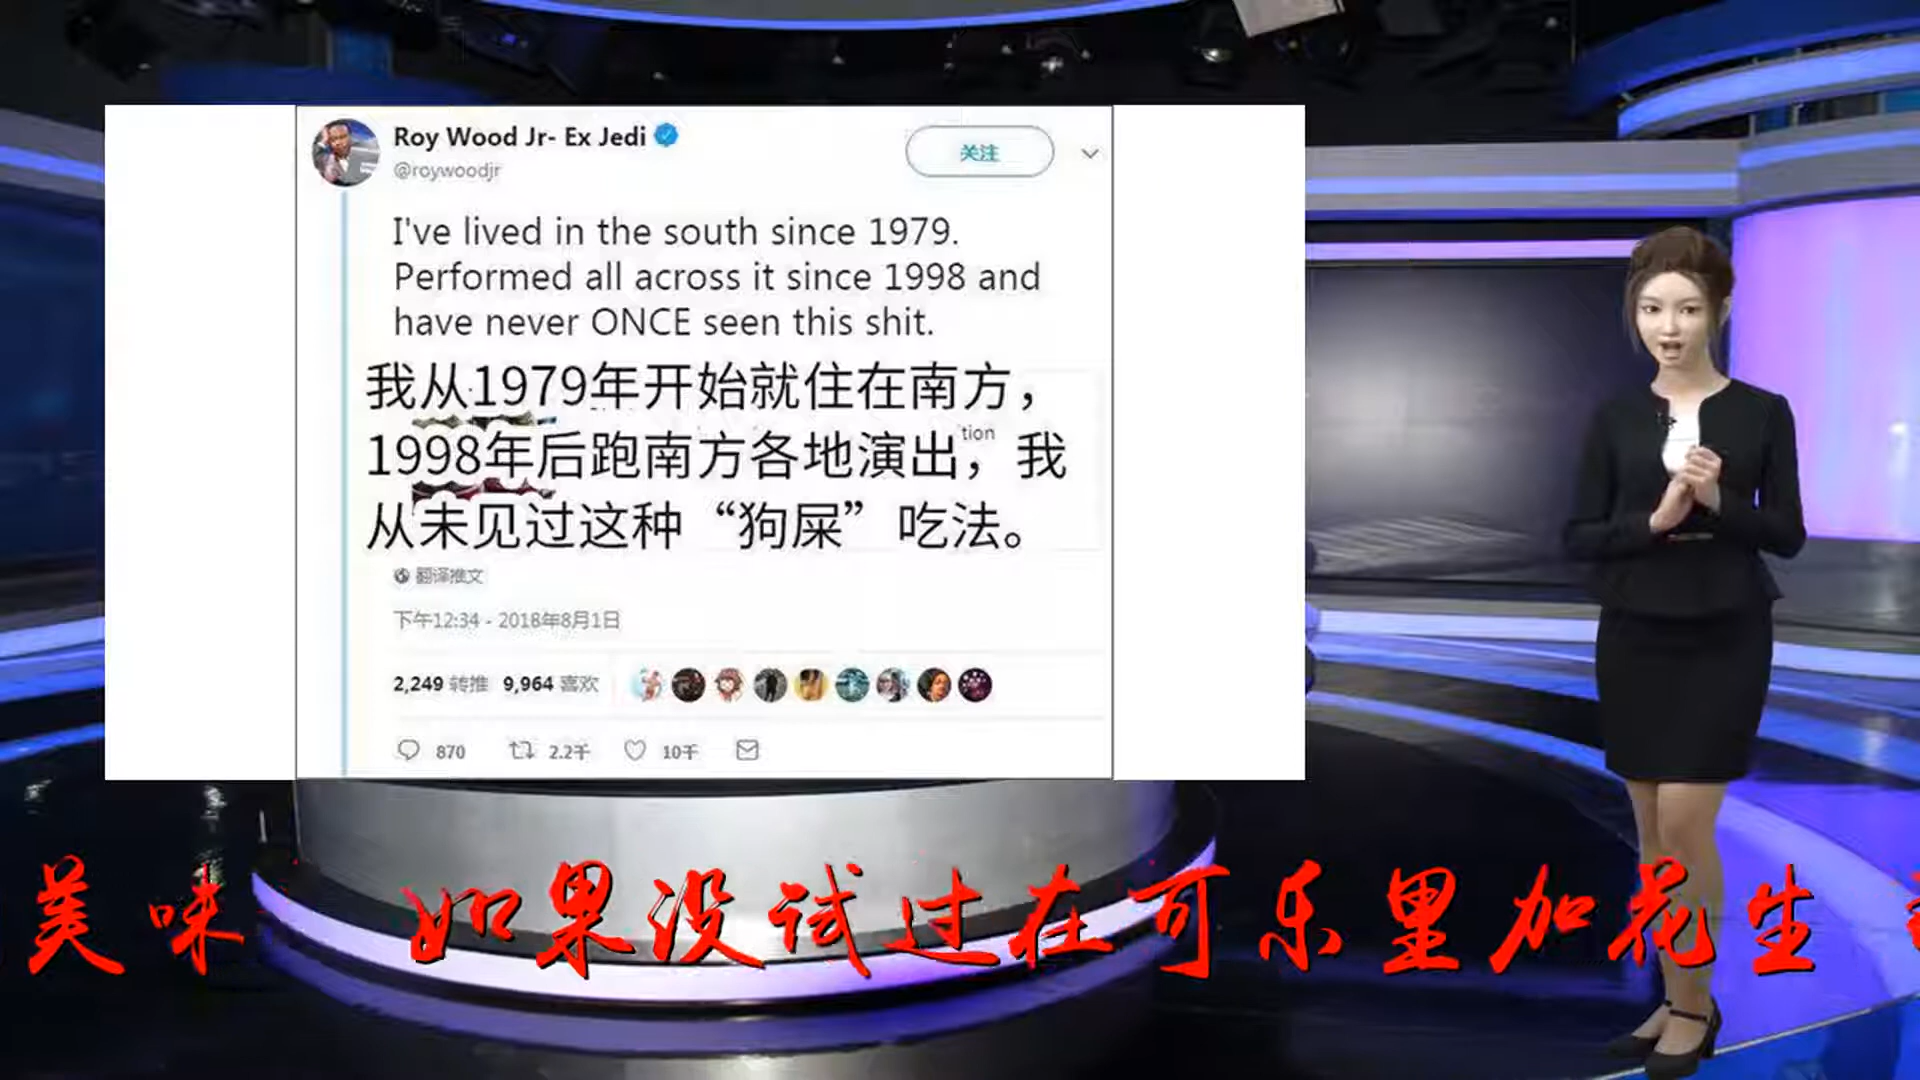 Roy Wood Jr- Ex Jedi
@roywoodjr
关注
I've lived in the south since 1979.
Performed all across it since 1998 and
have never ONCE seen this shit.
我从1979年开始就住在南方，
tion
1998年后跑南方各地演出，我
从未见过这种“狗屎”吃法。
翻译推文
下午12:34 - 2018年8月1日
2,249 转推 9,964 喜欢
870 2.2千 10千
美味 如果没试过在可乐里加花生